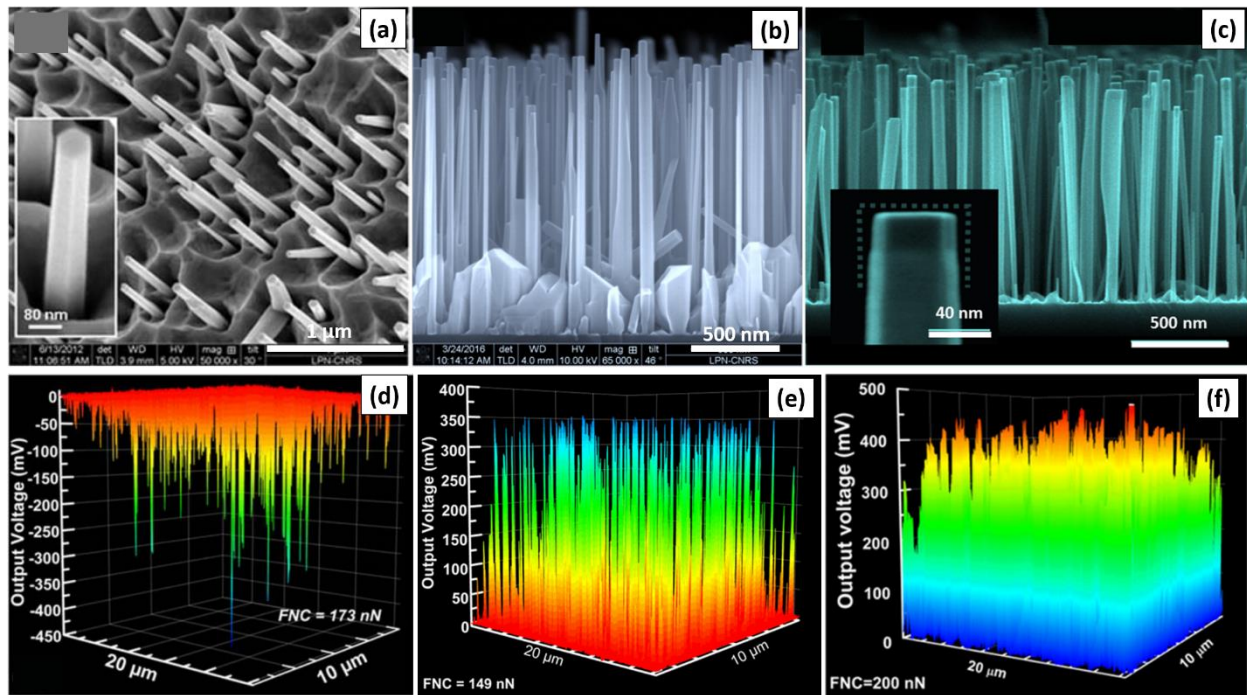 (a)
80 nm
1 µm
6/13/2012 det WD HV mag ⊞ tilt
11:06:51 AM TLD 3.9 mm 5.00 kV 50 000 x 30 ° LPN-CNRS
(b)
500 nm
3/24/2016 det WD HV mag ⊞ tilt
10:14:12 AM TLD 4.0 mm 10.00 kV 65 000 x 46 ° LPN-CNRS
(c)
40 nm
500 nm
(d)
Output Voltage (mV)
0
-50
-100
-150
-200
-250
-300
-350
-400
-450
FNC = 173 nN
20 µm
10 µm
(e)
Output Voltage (mV)
400
350
300
250
200
150
100
50
0
20 µm
10 µm
FNC = 149 nN
(f)
Output voltage (mV)
500
400
300
200
100
0
20 µm
10 µm
FNC=200 nN